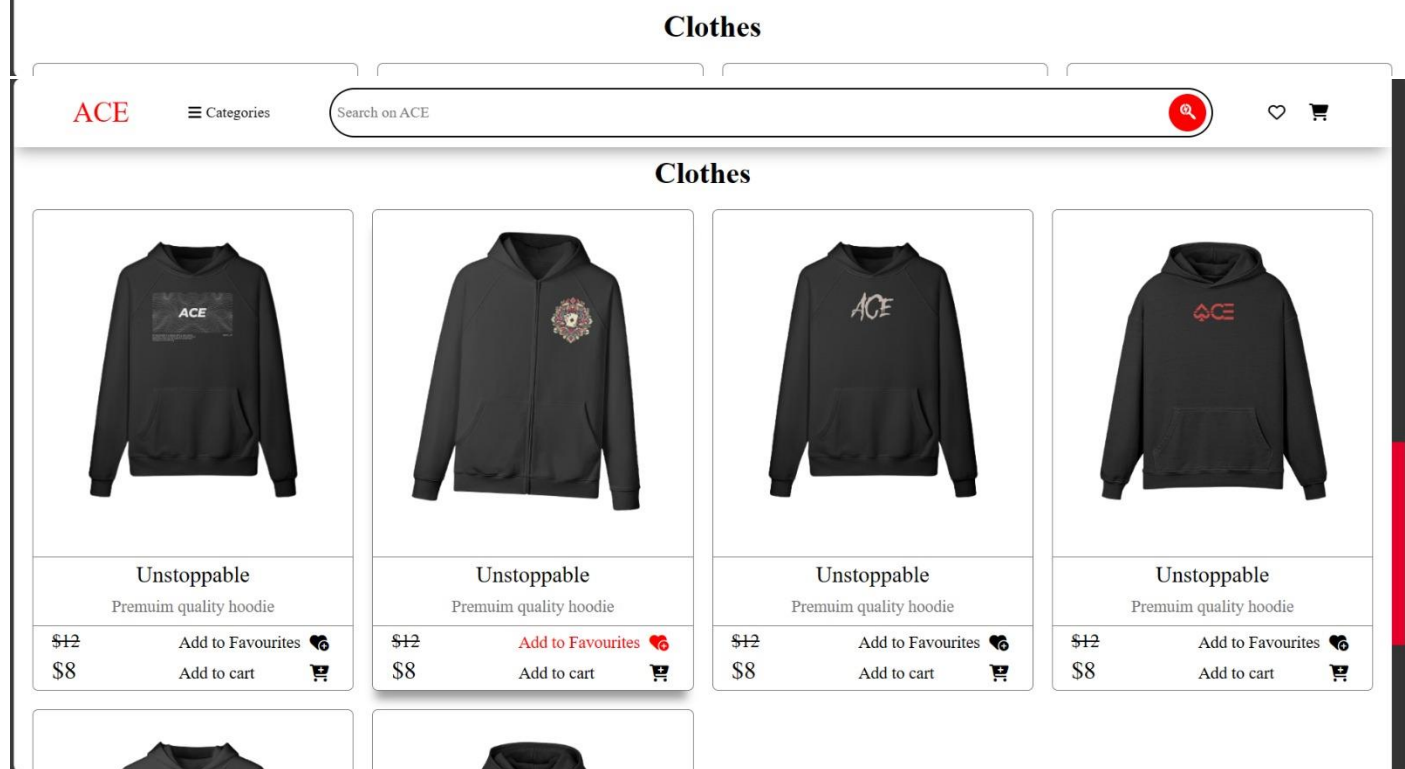 Clothes
ACE
Categories
Search on ACE
Clothes
ACE
ACE
ACE
Unstoppable
Premuim quality hoodie
$12
Add to Favourites
$8
Add to cart
Unstoppable
Premuim quality hoodie
$12
Add to Favourites
$8
Add to cart
Unstoppable
Premuim quality hoodie
$12
Add to Favourites
$8
Add to cart
Unstoppable
Premuim quality hoodie
$12
Add to Favourites
$8
Add to cart